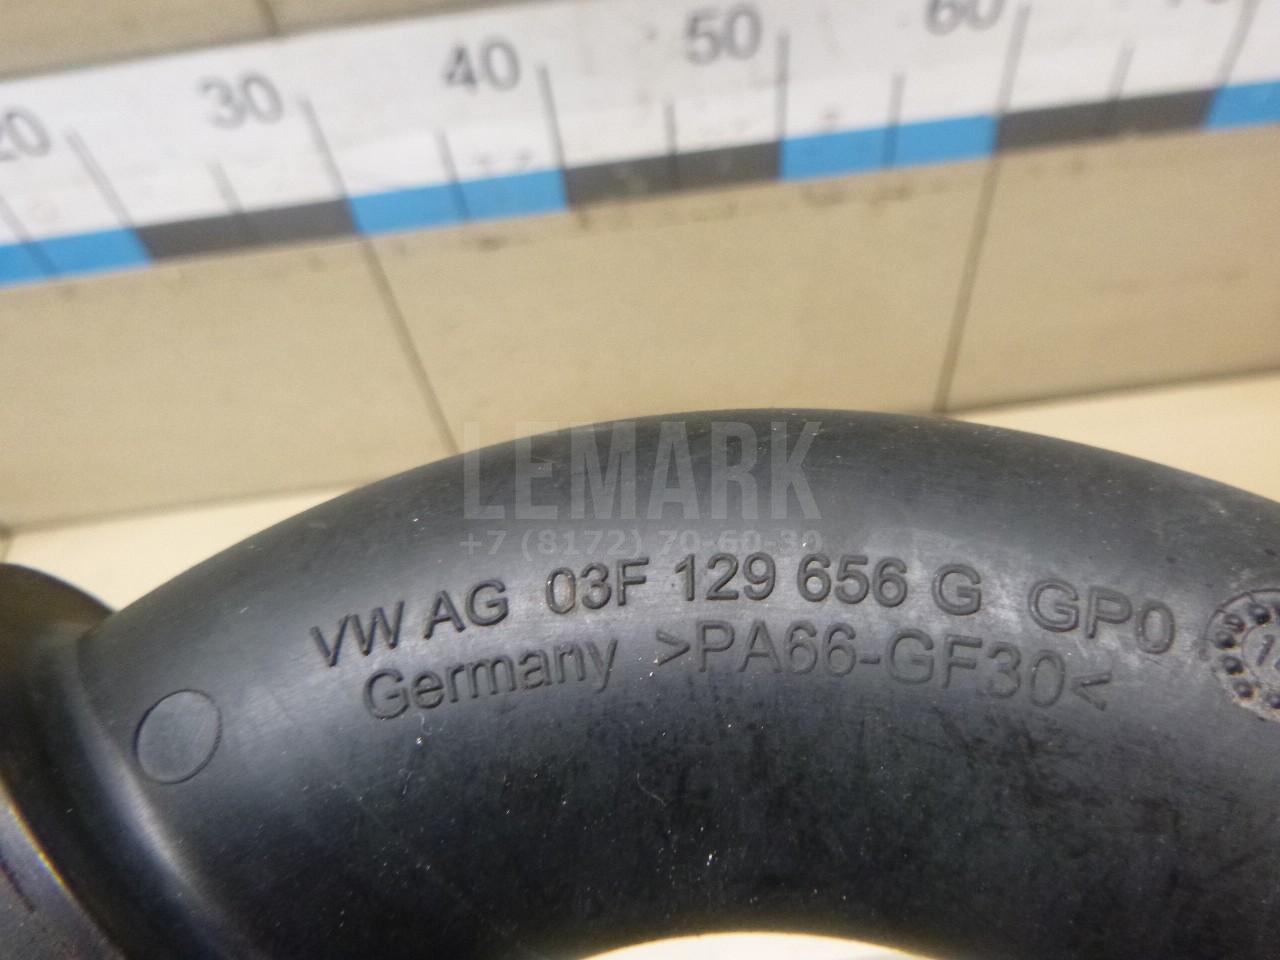 20 30 40 50 60
LEMARK
+7 (8172) 70-60-30
VW AG 03F 129 656 G GP0
Germany >PA66-GF30<